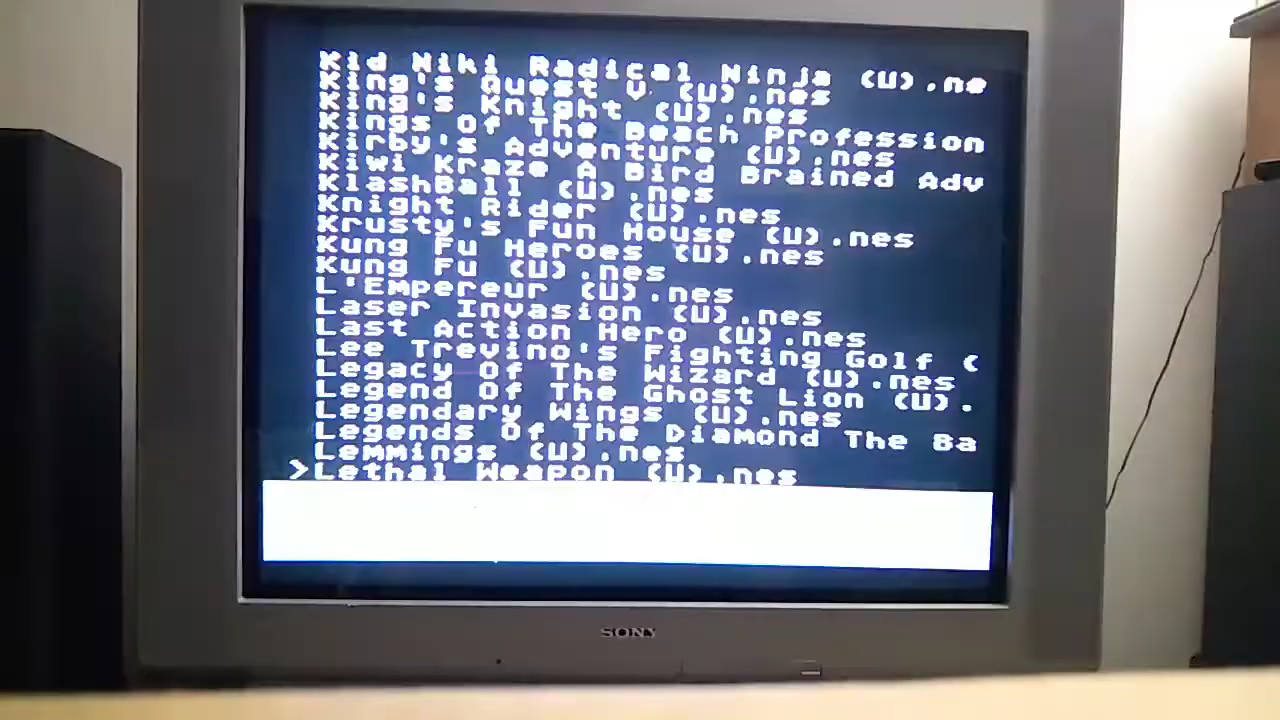 Kid Niki Radical Ninja (U).ne
King's Quest V (U).nes
King's Knight (U).nes
Kings Of The Beach Profession
Kirby's Adventure (U).nes
Kiwi Kraze A Bird Brained Adv
KlashBall (U).nes
Knight Rider (U).nes
Krusty's Fun House (U).nes
Kung Fu Heroes (U).nes
Kung Fu (U).nes
L'Empereur (U).nes
Laser Invasion (U).nes
Last Action Hero (U).nes
Lee Trevino's Fighting Golf (
Legacy Of The Wizard (U).nes
Legend Of The Ghost Lion (U).
Legendary Wings (U).nes
Legends Of The Diamond The Ba
Lemmings (U).nes
>Lethal Weapon (U).nes
SONY